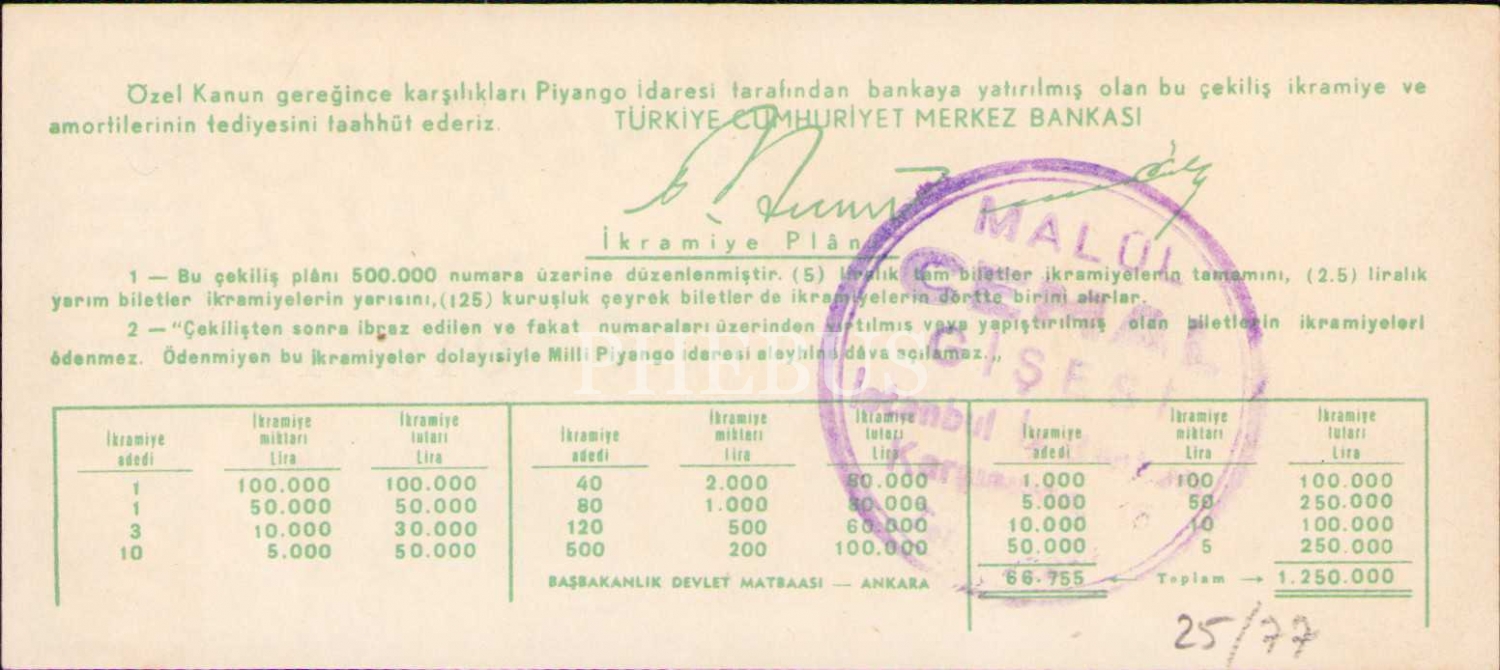 Özel Kanun gereğince karşılıkları Piyango İdaresi tarafından bankaya yatırılmış olan bu çekiliş ikramiye ve
amortilerinin tediyesini taahhüt ederiz. TÜRKİYE CUMHURİYET MERKEZ BANKASI
İkramiye Plân
1 — Bu çekiliş plânı 500.000 numara üzerine düzenlenmiştir. (5) liralık tam biletler ikramiyelerin tamamını, (2.5) liralık
yarım biletler ikramiyelerin yarısını,(125) kuruşluk çeyrek biletler de ikramiyelerin dörtte birini alırlar.
2 — “Çekilişten sonra ibraz edilen ve fakat numaraları üzerinden yırtılmış veya yapıştırılmış olan biletlerin ikramiyeleri
ödenmez. Ödenmiyen bu ikramiyeler dolayısiyle Milli Piyango idaresi aleyhine dâva açılamaz.„
MALÜL
CEMAL
GİŞESİ
İstanbul
PHEBUS
İkramiye adedi İkramiye miktarı Lira İkramiye tutarı Lira İkramiye adedi İkramiye miktarı lira İkramiye tutarı Lira İkramiye adedi İkramiye miktarı Lira İkramiye tutarı Lira
1 100.000 100.000 40 2.000 80.000 1.000 100 100.000
1 50.000 50.000 80 1.000 80.000 5.000 50 250.000
3 10.000 30.000 120 500 60.000 10.000 10 100.000
10 5.000 50.000 500 200 100.000 50.000 5 250.000
BAŞBAKANLIK DEVLET MATBAASI — ANKARA 66.755 ← Toplam → 1.250.000
25/77